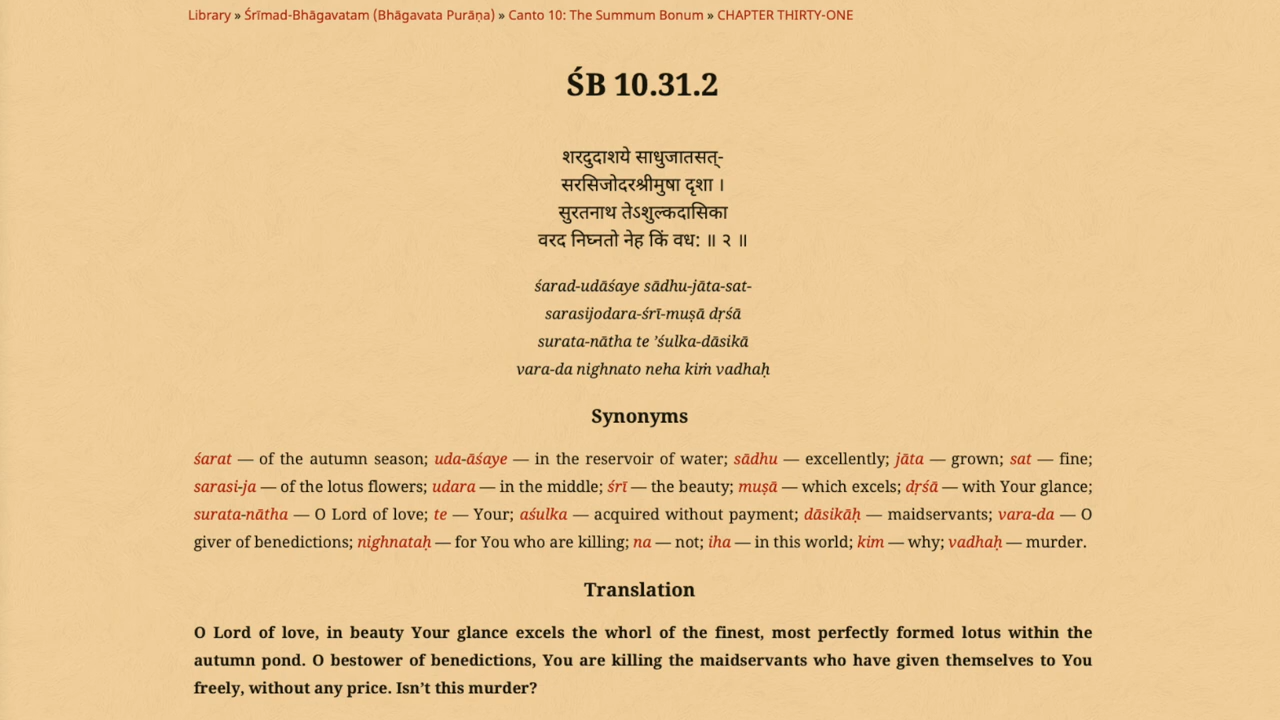 Library » Śrīmad-Bhāgavatam (Bhāgavata Purāṇa) » Canto 10: The Summum Bonum » CHAPTER THIRTY-ONE
ŚB 10.31.2
शरदुदाशये साधुजातसत्-
सरसिजोदरश्रीमुषा द‍ृशा ।
सुरतनाथ तेऽशुल्कदासिका
वरद निघ्नतो नेह किं वध: ॥ २ ॥
śarad-udāśaye sādhu-jāta-sat-
sarasijodara-śrī-muṣā dṛśā
surata-nātha te ’śulka-dāsikā
vara-da nighnato neha kiṁ vadhaḥ
Synonyms
śarat — of the autumn season; uda-āśaye — in the reservoir of water; sādhu — excellently; jāta — grown; sat — fine;
sarasi-ja — of the lotus flowers; udara — in the middle; śrī — the beauty; muṣā — which excels; dṛśā — with Your glance;
surata-nātha — O Lord of love; te — Your; aśulka — acquired without payment; dāsikāḥ — maidservants; vara-da — O
giver of benedictions; nighnataḥ — for You who are killing; na — not; iha — in this world; kim — why; vadhaḥ — murder.
Translation
O Lord of love, in beauty Your glance excels the whorl of the finest, most perfectly formed lotus within the
autumn pond. O bestower of benedictions, You are killing the maidservants who have given themselves to You
freely, without any price. Isn’t this murder?